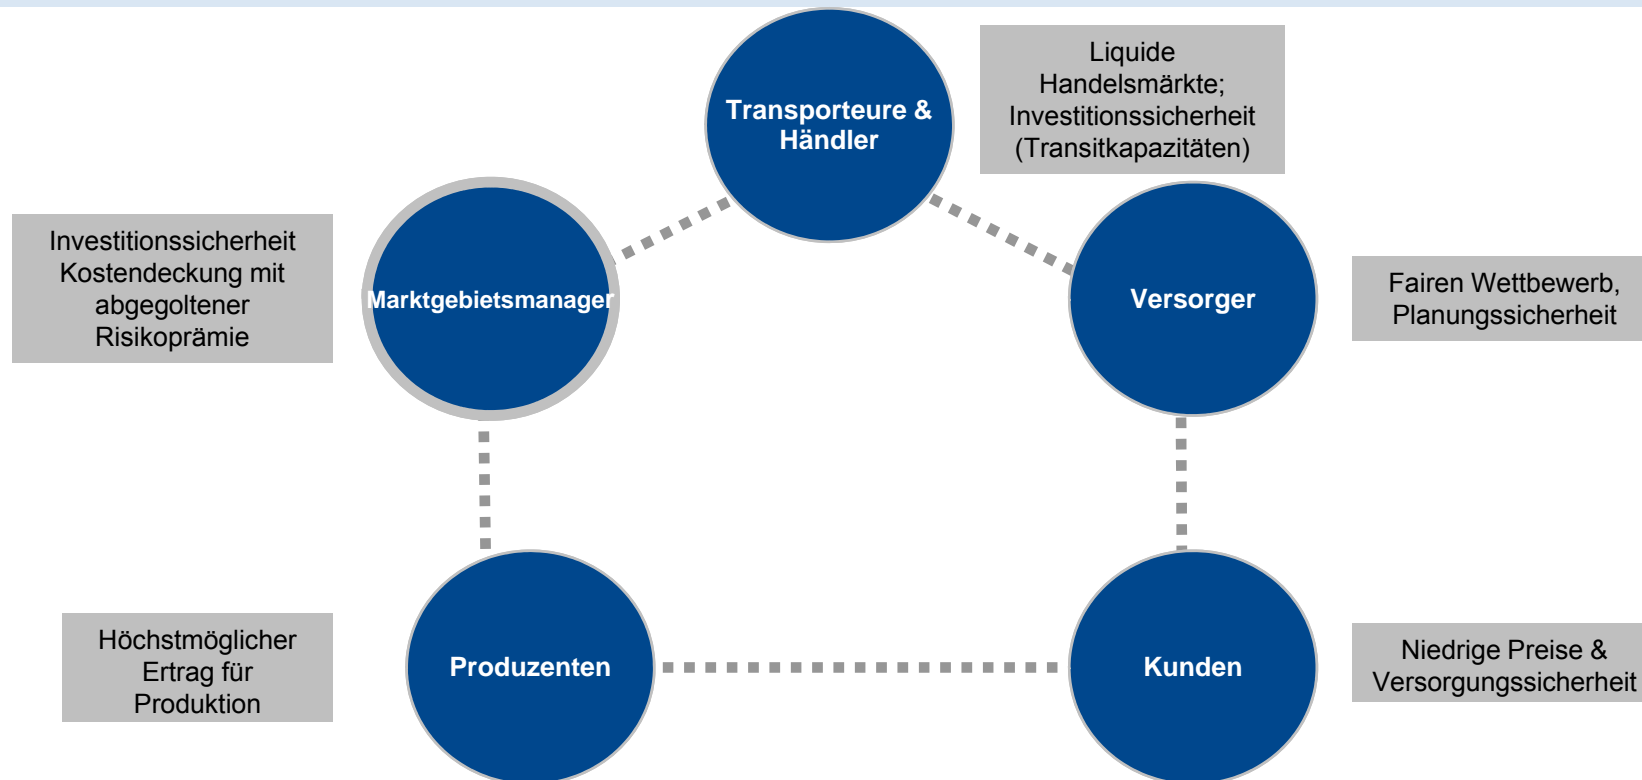 Transporteure &
Händler
Liquide
Handelsmärkte;
Investitionssicherheit
(Transitkapazitäten)
Investitionssicherheit
Kostendeckung mit
abgegoltener
Risikoprämie
Marktgebietsmanager
Versorger
Fairen Wettbewerb,
Planungssicherheit
Höchstmöglicher
Ertrag für
Produktion
Produzenten
Kunden
Niedrige Preise &
Versorgungssicherheit